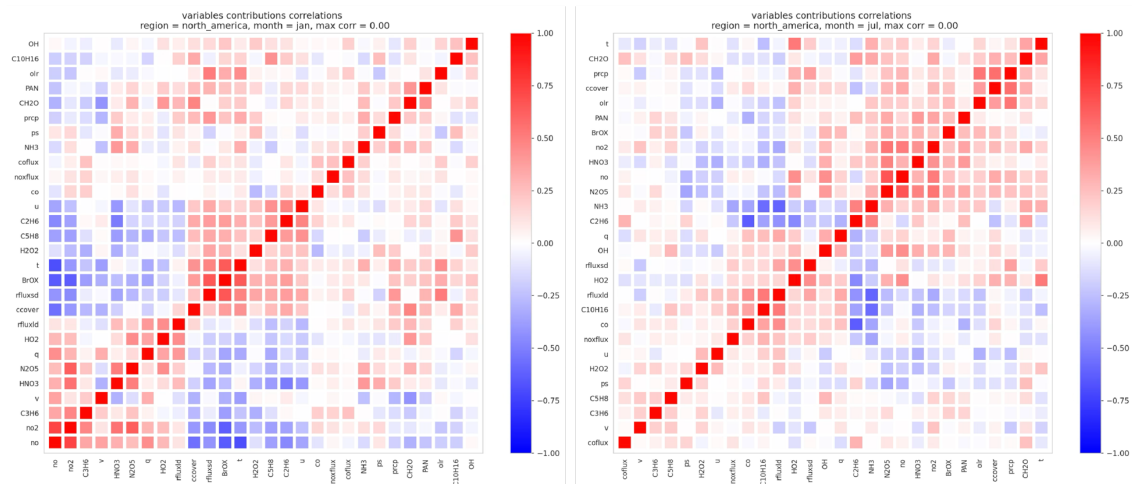 variables contributions correlations
region = north_america, month = jan, max corr = 0.00
OH
C10H16
olr
PAN
CH2O
prcp
ps
NH3
coflux
noxflux
co
u
C2H6
C5H8
H2O2
t
BrOX
rfluxsd
ccover
rfluxld
HO2
q
N2O5
HNO3
v
C3H6
no2
no
no no2 C3H6 v HNO3 N2O5 q HO2 rfluxld ccover rfluxsd BrOX t H2O2 C5H8 C2H6 u co noxflux coflux NH3 ps prcp CH2O PAN olr C10H16 OH
1.00
0.75
0.50
0.25
0.00
−0.25
−0.50
−0.75
−1.00
variables contributions correlations
region = north_america, month = jul, max corr = 0.00
t
CH2O
prcp
ccover
olr
PAN
BrOX
no2
HNO3
no
N2O5
NH3
C2H6
q
OH
rfluxsd
HO2
rfluxld
C10H16
co
noxflux
u
H2O2
ps
C5H8
C3H6
v
coflux
coflux v C3H6 C5H8 ps H2O2 u noxflux co C10H16 rfluxld HO2 rfluxsd OH q C2H6 NH3 N2O5 no HNO3 no2 BrOX PAN olr ccover prcp CH2O t
1.00
0.75
0.50
0.25
0.00
−0.25
−0.50
−0.75
−1.00